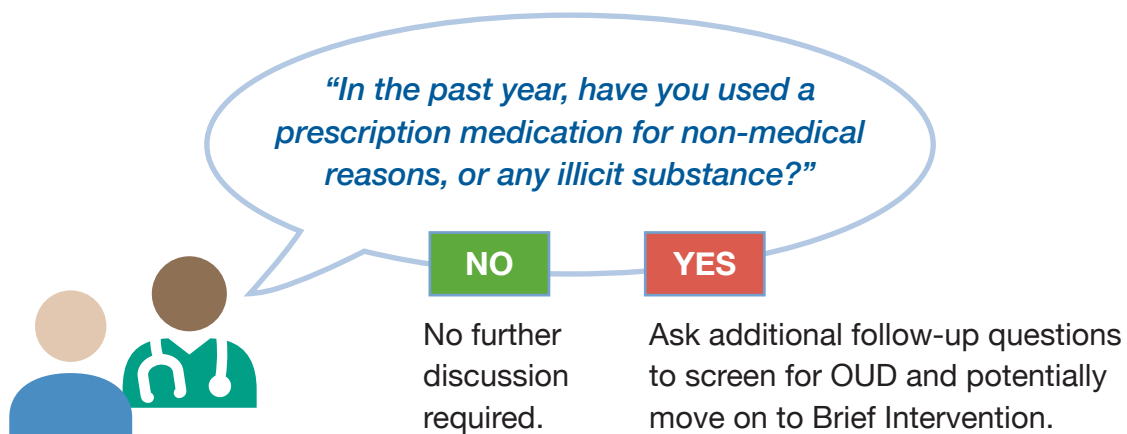 “In the past year, have you used a
prescription medication for non-medical
reasons, or any illicit substance?”
NO
YES
No further
discussion
required.
Ask additional follow-up questions
to screen for OUD and potentially
move on to Brief Intervention.